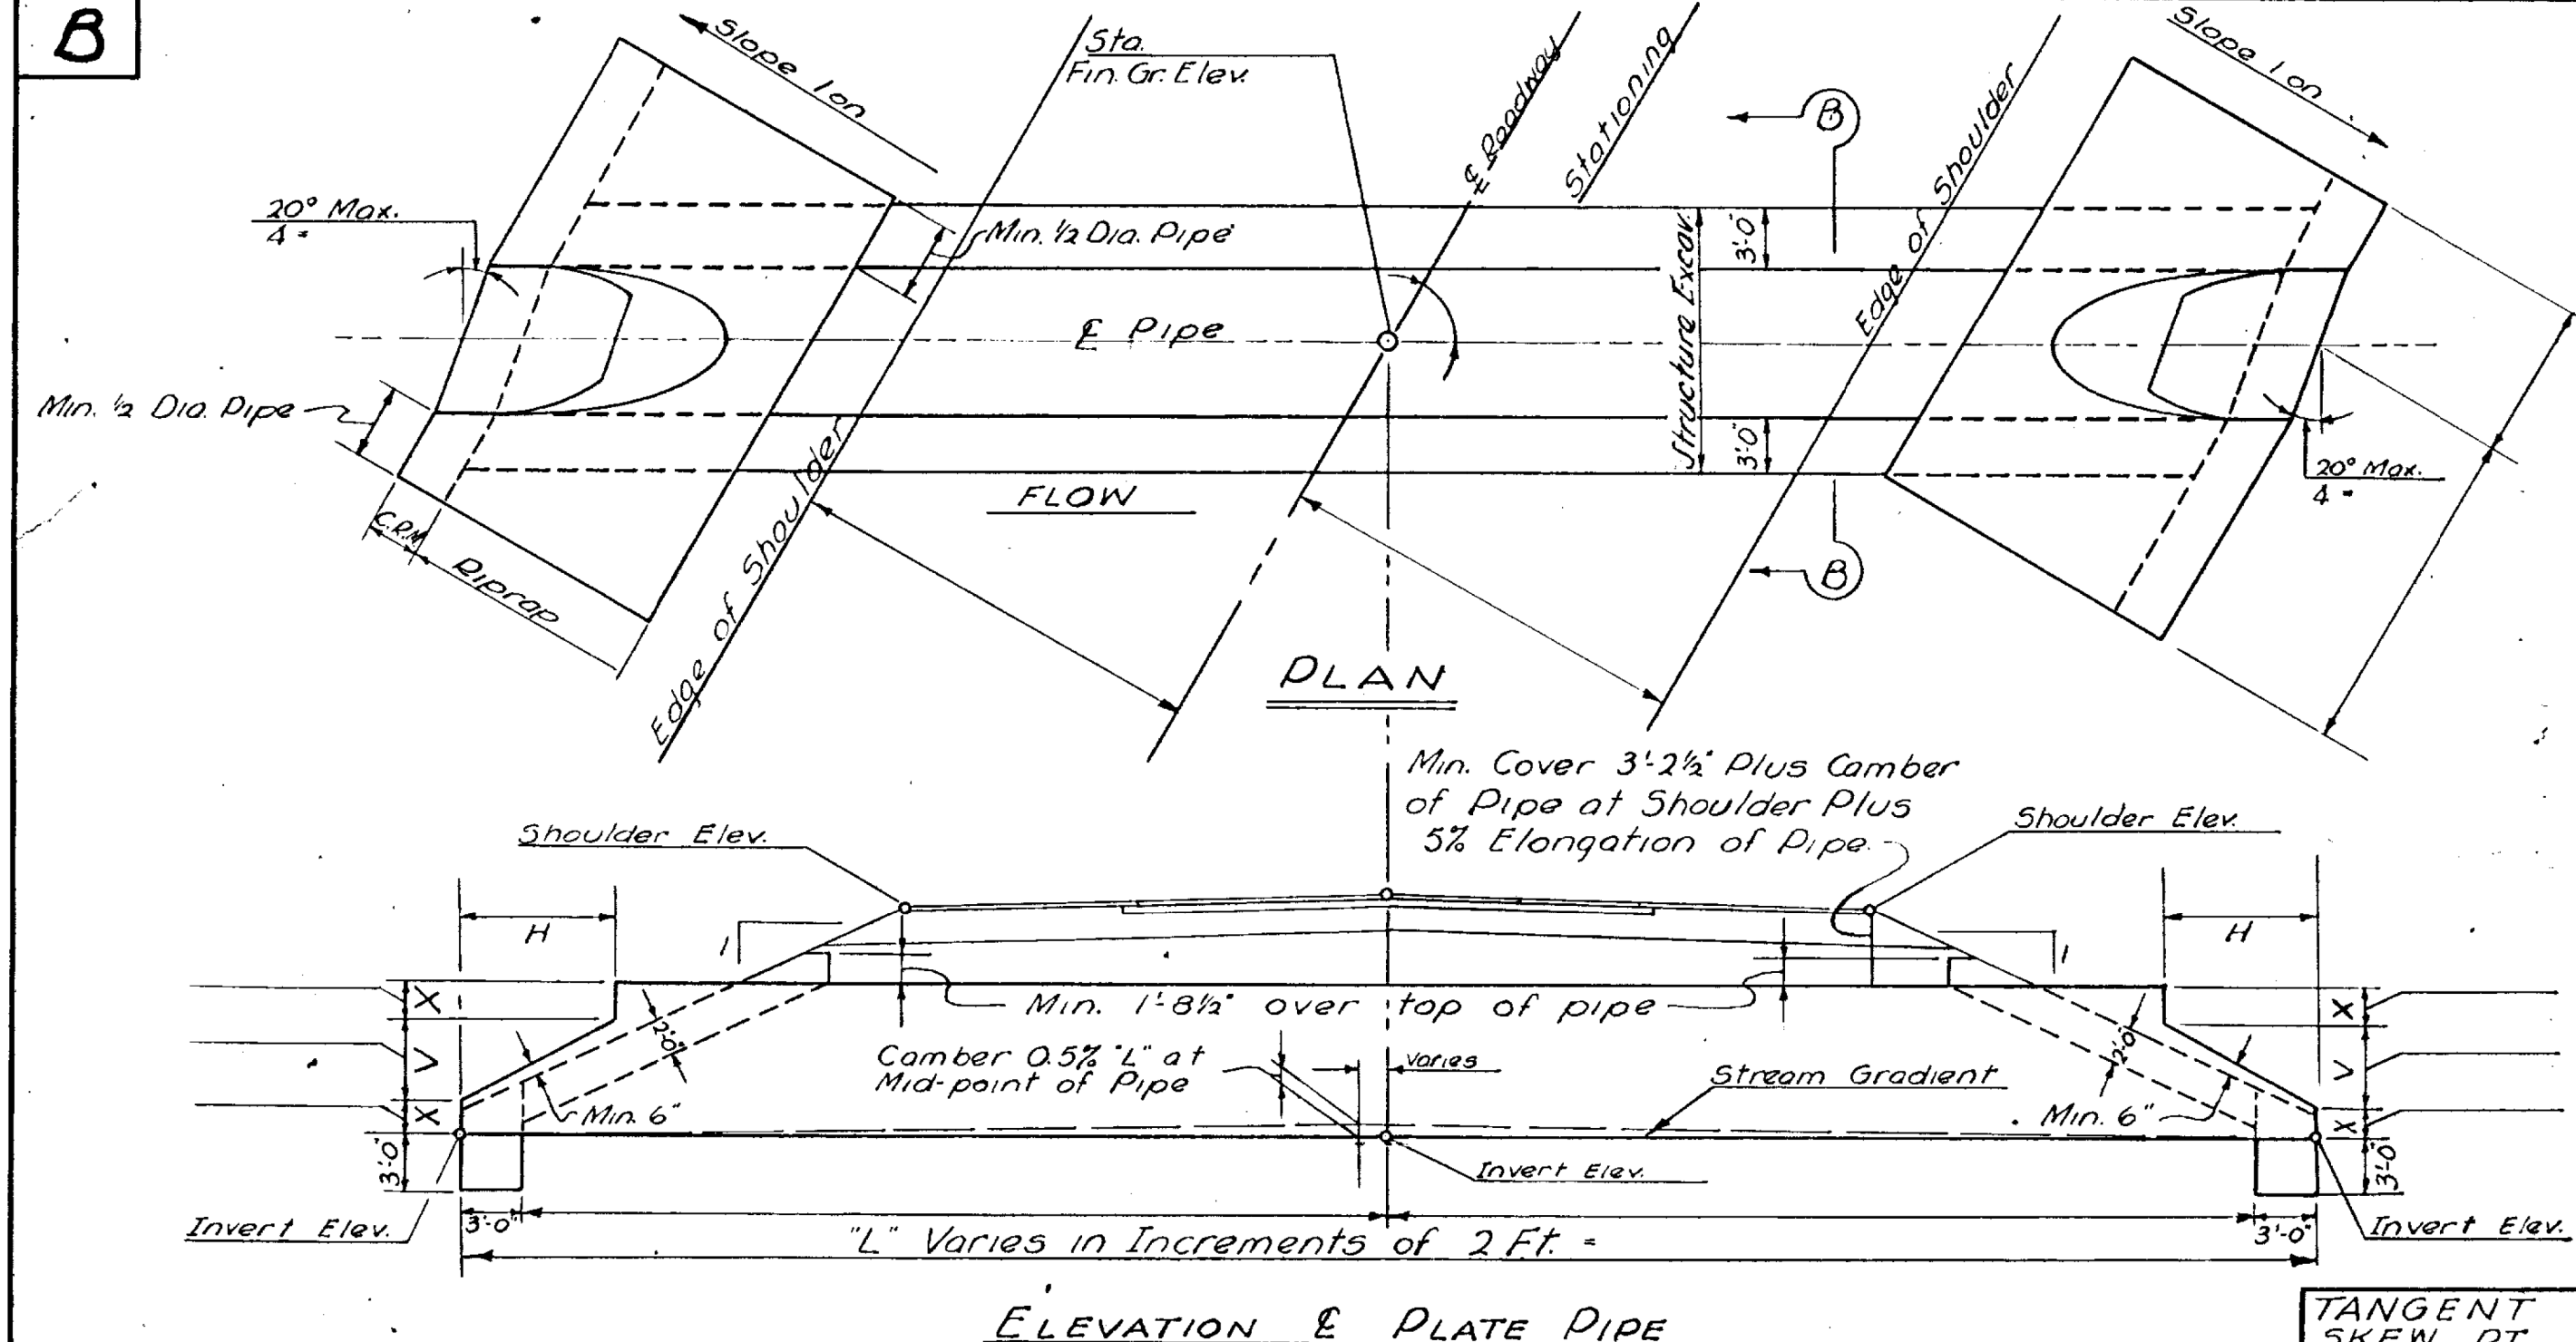 B
Slope 1 on
Sta.
Fin. Gr. Elev.
℄ Roadway
Stationing
Edge of Shoulder
Slope 1 on
B
20° Max.
4 =
Min. 1/2 Dia. Pipe
Structure Excav.
3'-0"
℄ Pipe
Min. 1/2 Dia. Pipe
3'-0"
20° Max.
4 =
FLOW
C.R.M.
Riprap
Edge of Shoulder
B
PLAN
Min. Cover 3'-2 1/2" Plus Camber
of Pipe at Shoulder Plus
5% Elongation of Pipe
Shoulder Elev.
Shoulder Elev.
H
1
1
H
X
V
X
3'-0"
2'-0"
Min. 1'-8 1/2" over top of pipe
Camber 0.5% "L" at
Mid-point of Pipe
varies
Stream Gradient
Min. 6"
2'-0"
Min. 6"
X
V
X
3'-0"
Invert Elev.
Invert Elev.
Invert Elev.
3'-0"
3'-0"
"L" Varies in Increments of 2 Ft. =
ELEVATION ℄ PLATE PIPE
TANGENT
SKEW RT.